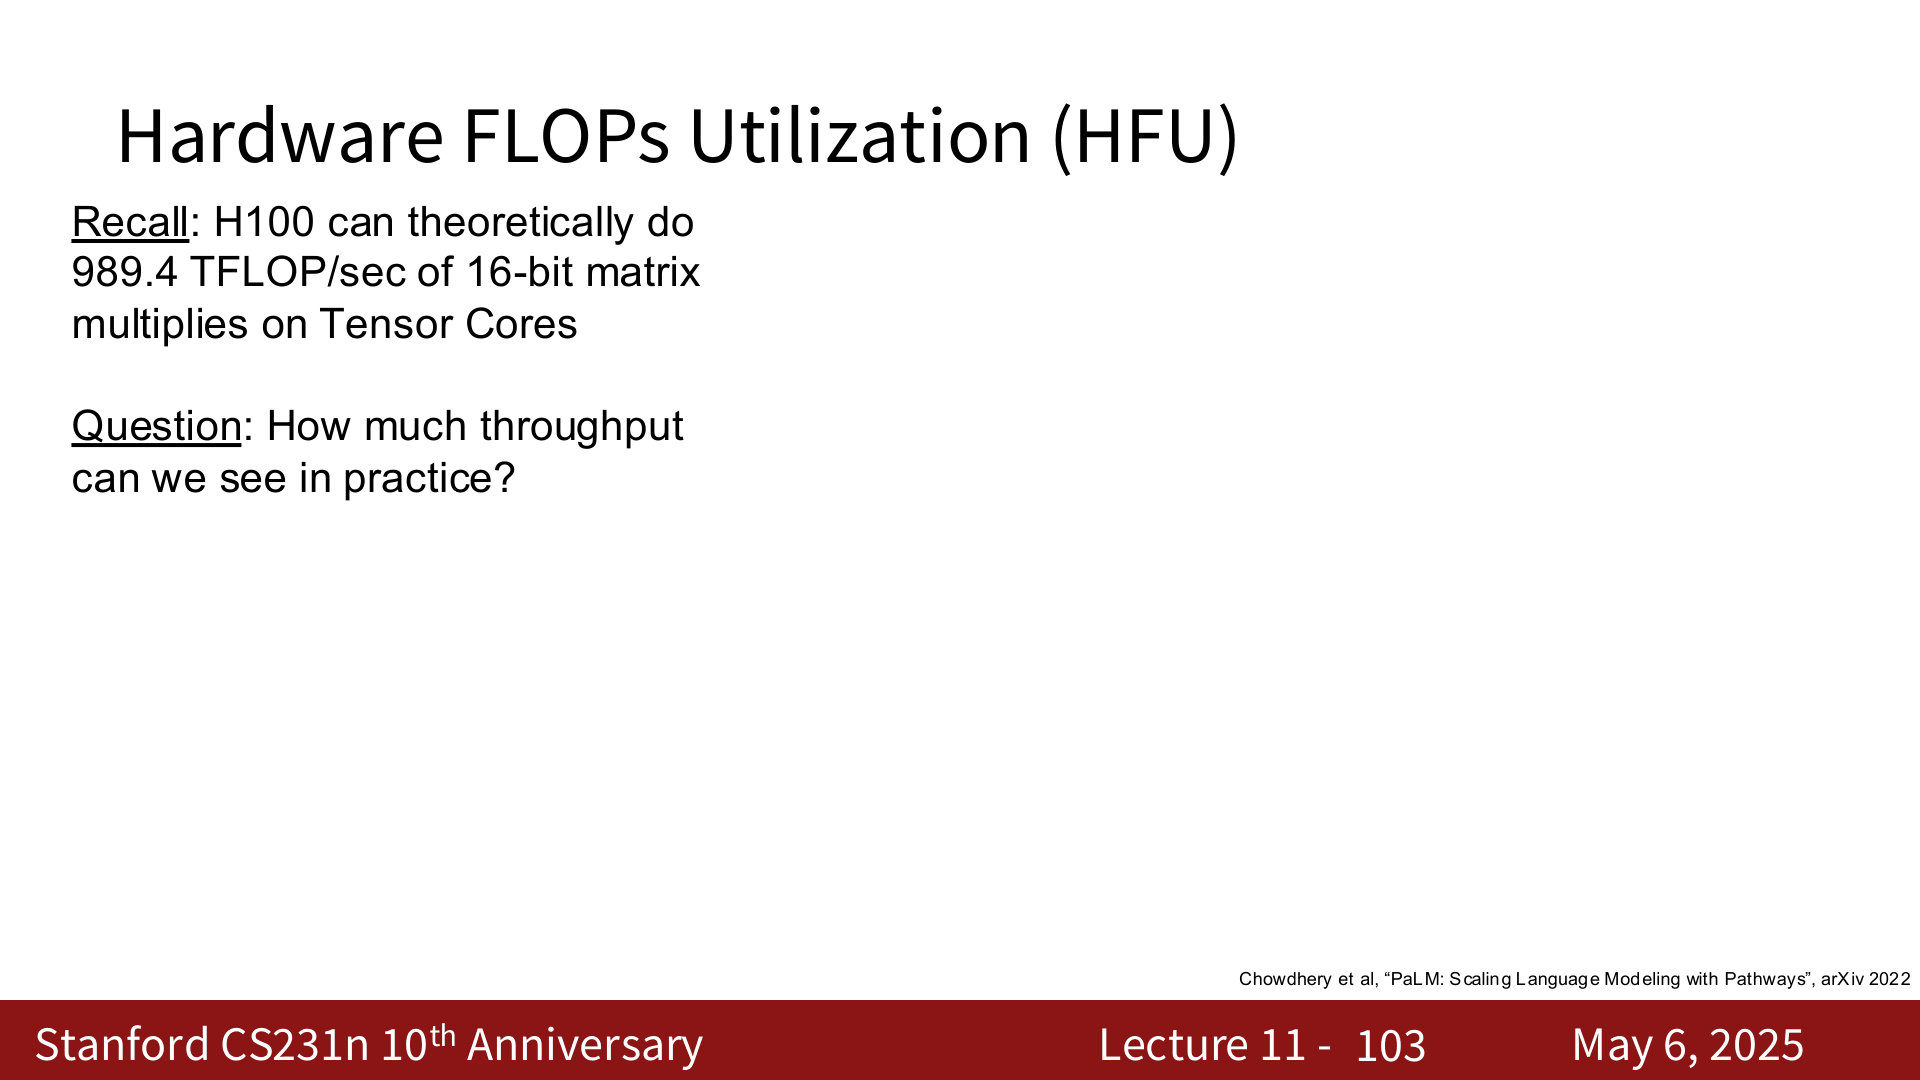 Hardware FLOPs Utilization (HFU)
Recall: H100 can theoretically do
989.4 TFLOP/sec of 16-bit matrix
multiplies on Tensor Cores
Question: How much throughput
can we see in practice?
Chowdhery et al, “PaLM: Scaling Language Modeling with Pathways”, arXiv 2022
Stanford CS231n 10th Anniversary
Lecture 11 - 103
May 6, 2025